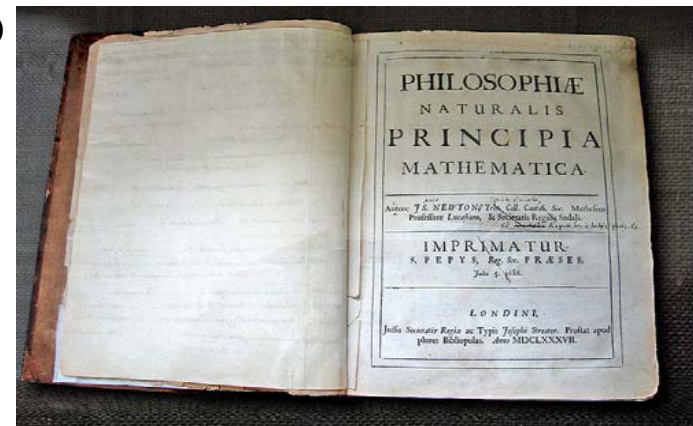 PHILOSOPHIÆ
NATURALIS
PRINCIPIA
MATHEMATICA.
Autore JS. NEWTON, Trin. Coll. Cantab. Soc. Matheseos
Professore Lucasiano, & Societatis Regalis Sodali.
IMPRIMATUR.
S. PEPYS, Reg. Soc. PRÆSES.
Julii 5. 1686.
LONDINI,
Jussu Societatis Regiæ ac Typis Josephi Streater. Prostat apud
plures Bibliopolas. Anno MDCLXXXVII.